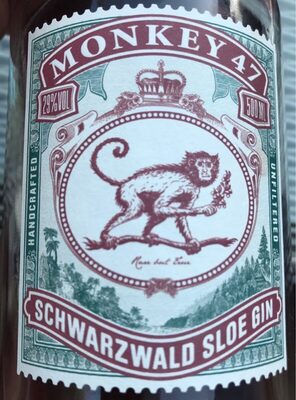 MONKEY 47
29%VOL
500 ml
HANDCRAFTED
UNFILTERED
SCHWARZWALD SLOE GIN